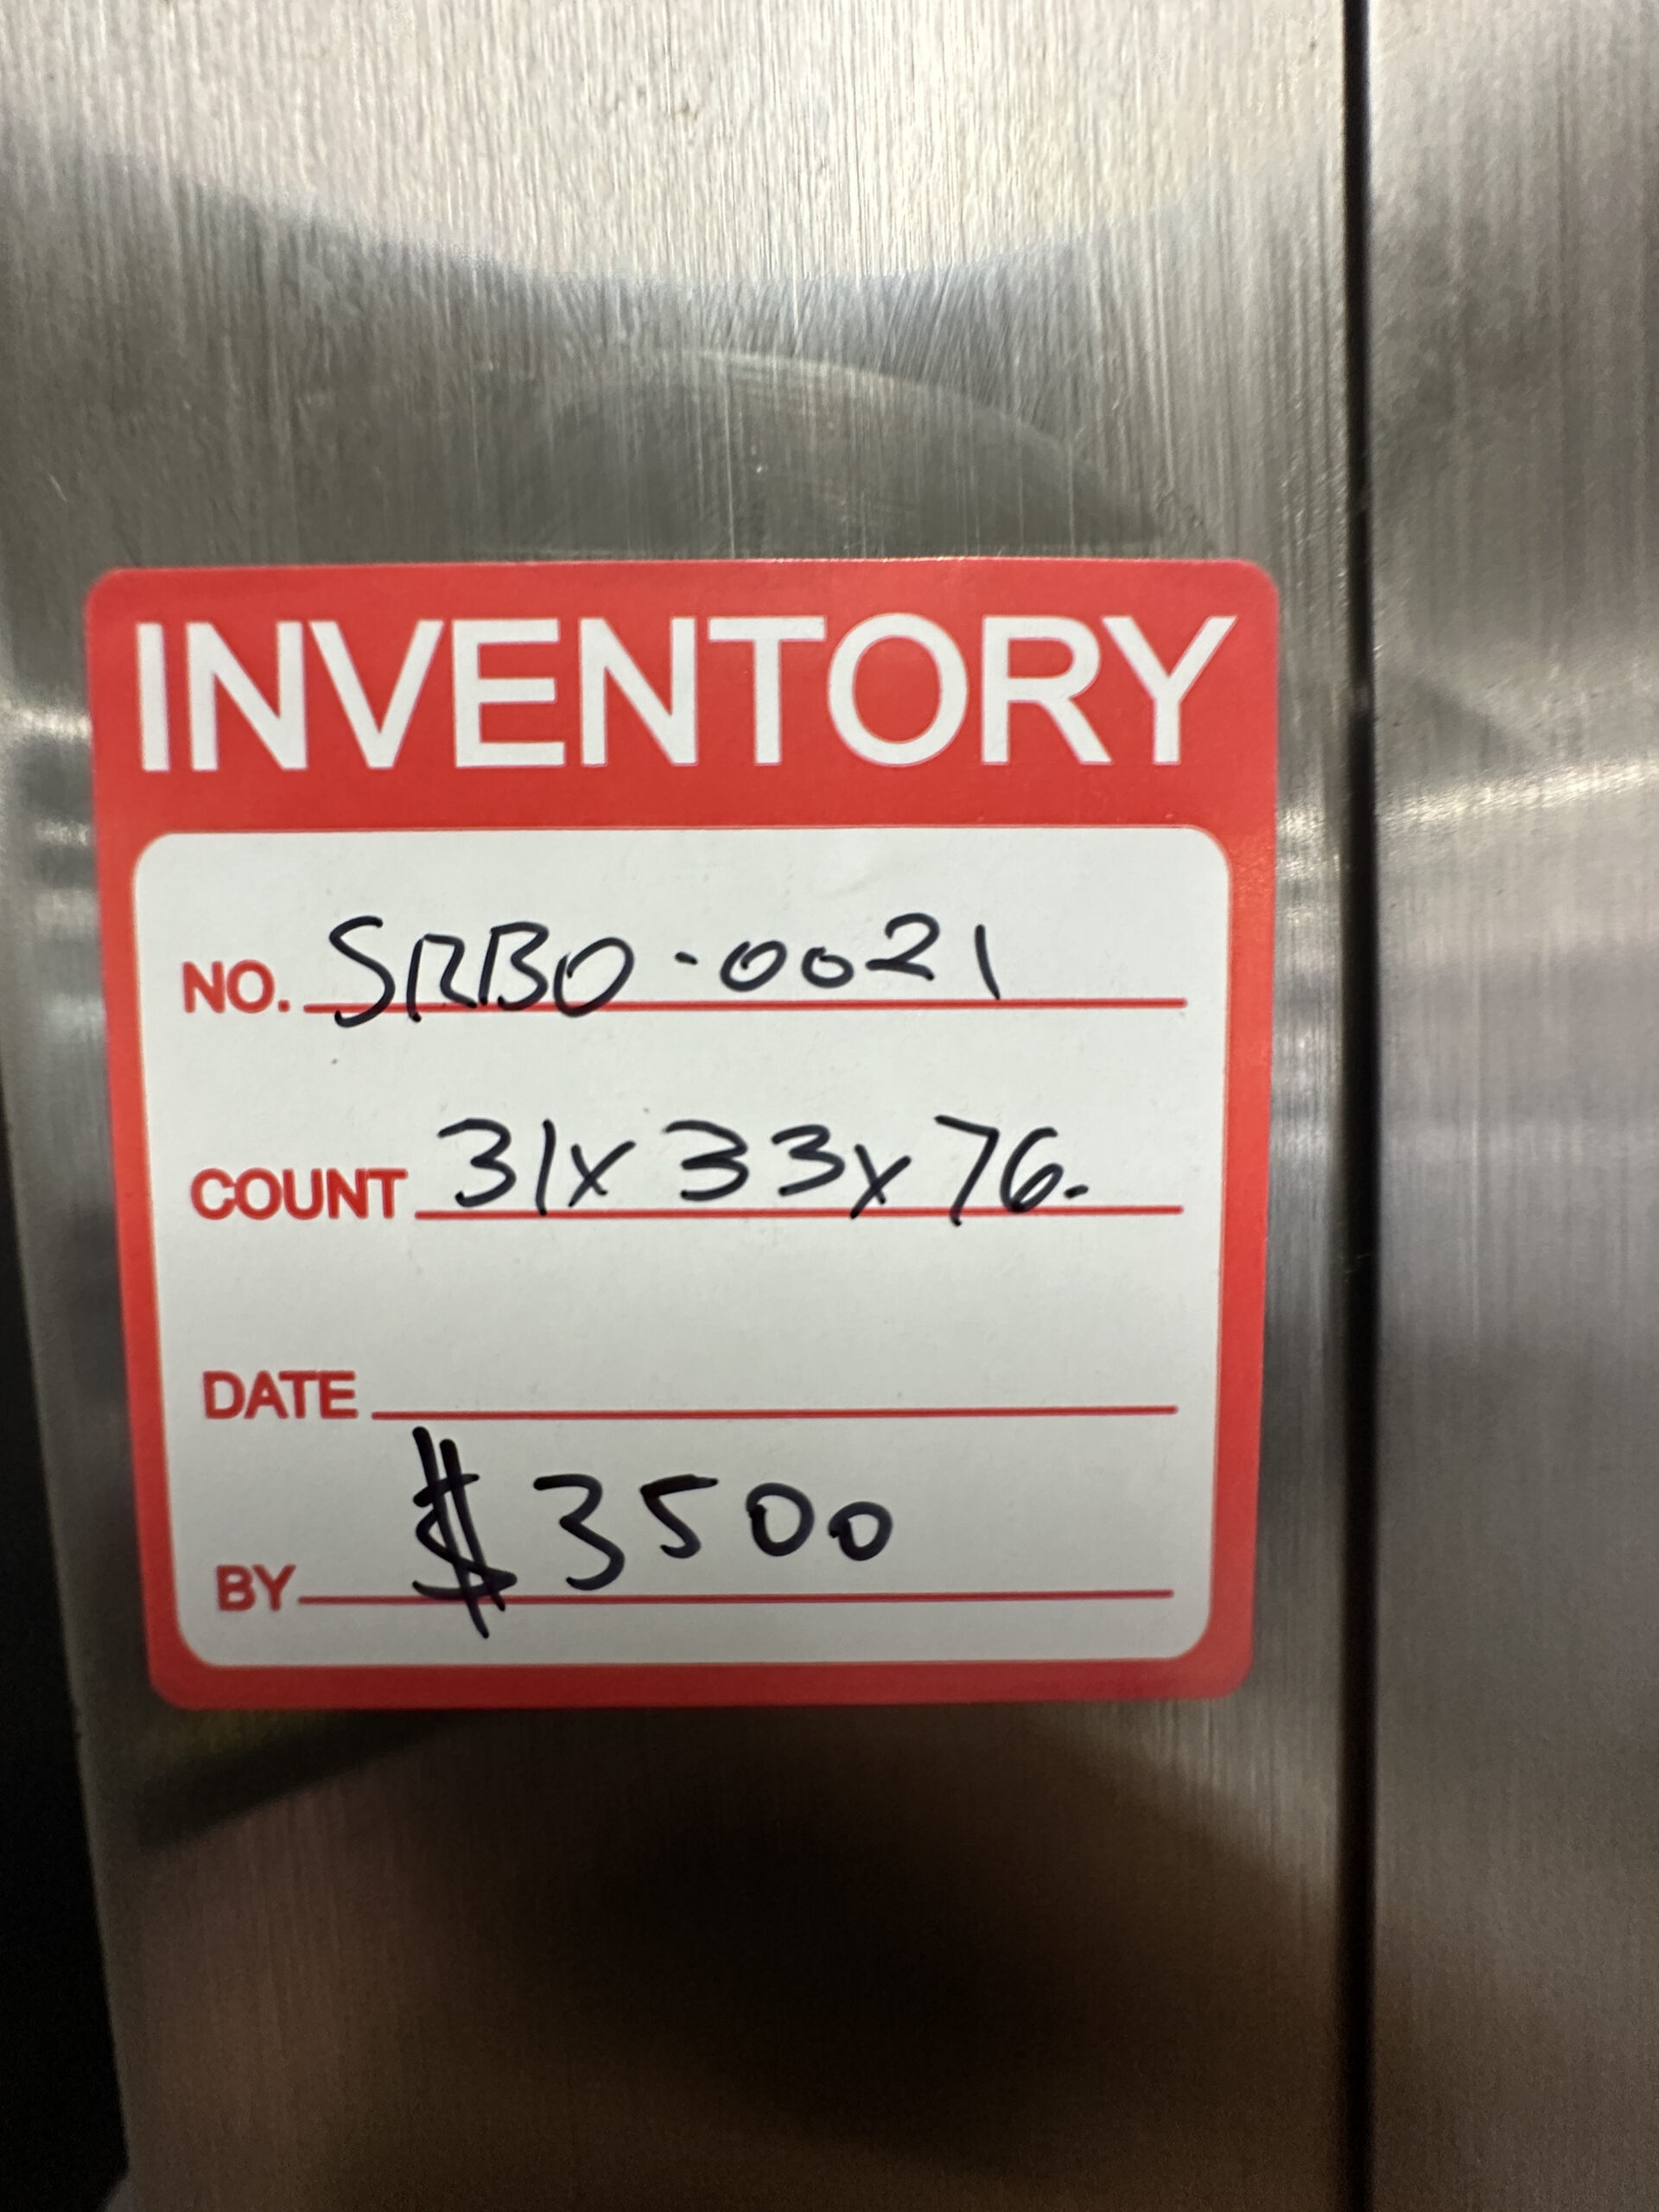 INVENTORY
NO. SRBO-0021
COUNT 31x33x76.
DATE
$3500
BY